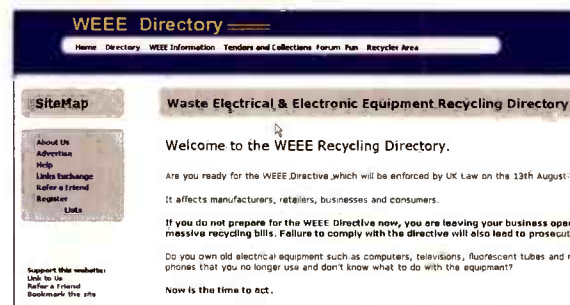 WEEE Directory
Home Directory WEEE Information Tenders and Collections Forum Fun Recycler Area
SiteMap
About Us
Advertise
Help
Links Exchange
Refer a Friend
Register
Lists
Support this website:
Link to Us
Refer a Friend
Bookmark the site
Waste Electrical & Electronic Equipment Recycling Directory
Welcome to the WEEE Recycling Directory.
Are you ready for the WEEE Directive which will be enforced by UK Law on the 13th August
It affects manufacturers, retailers, businesses and consumers.
If you do not prepare for the WEEE Directive now, you are leaving your business ope
massive recycling bills. Failure to comply with the directive will also lead to prosecut
Do you own old electrical equipment such as computers, televisions, fluorescent tubes and
phones that you no longer use and don't know what to do with the equipment?
Now is the time to act.